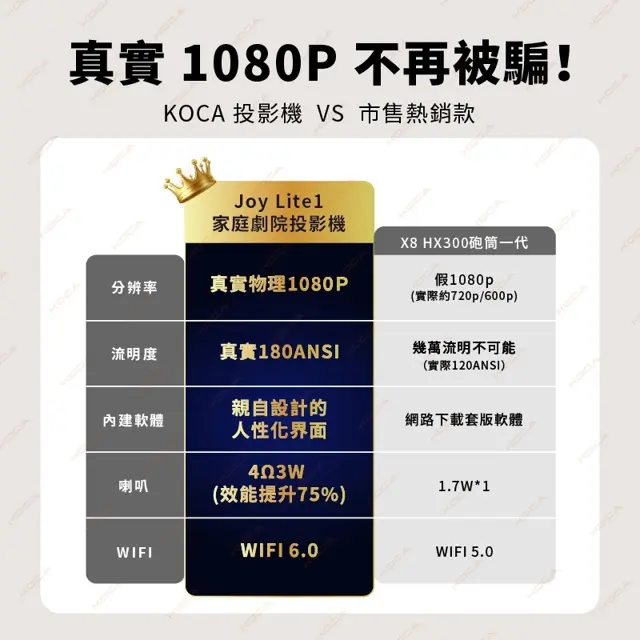 真實 1080P 不再被騙!
KOCA 投影機 VS 市售熱銷款
Joy Lite1
家庭劇院投影機
X8 HX300砲筒一代
分辨率
真實物理1080P
假1080p
(實際約720p/600p)
流明度
真實180ANSI
幾萬流明不可能
(實際120ANSI)
內建軟體
親自設計的
人性化界面
網路下載套版軟體
喇叭
4Ω3W
(效能提升75%)
1.7W*1
WIFI
WIFI 6.0
WIFI 5.0